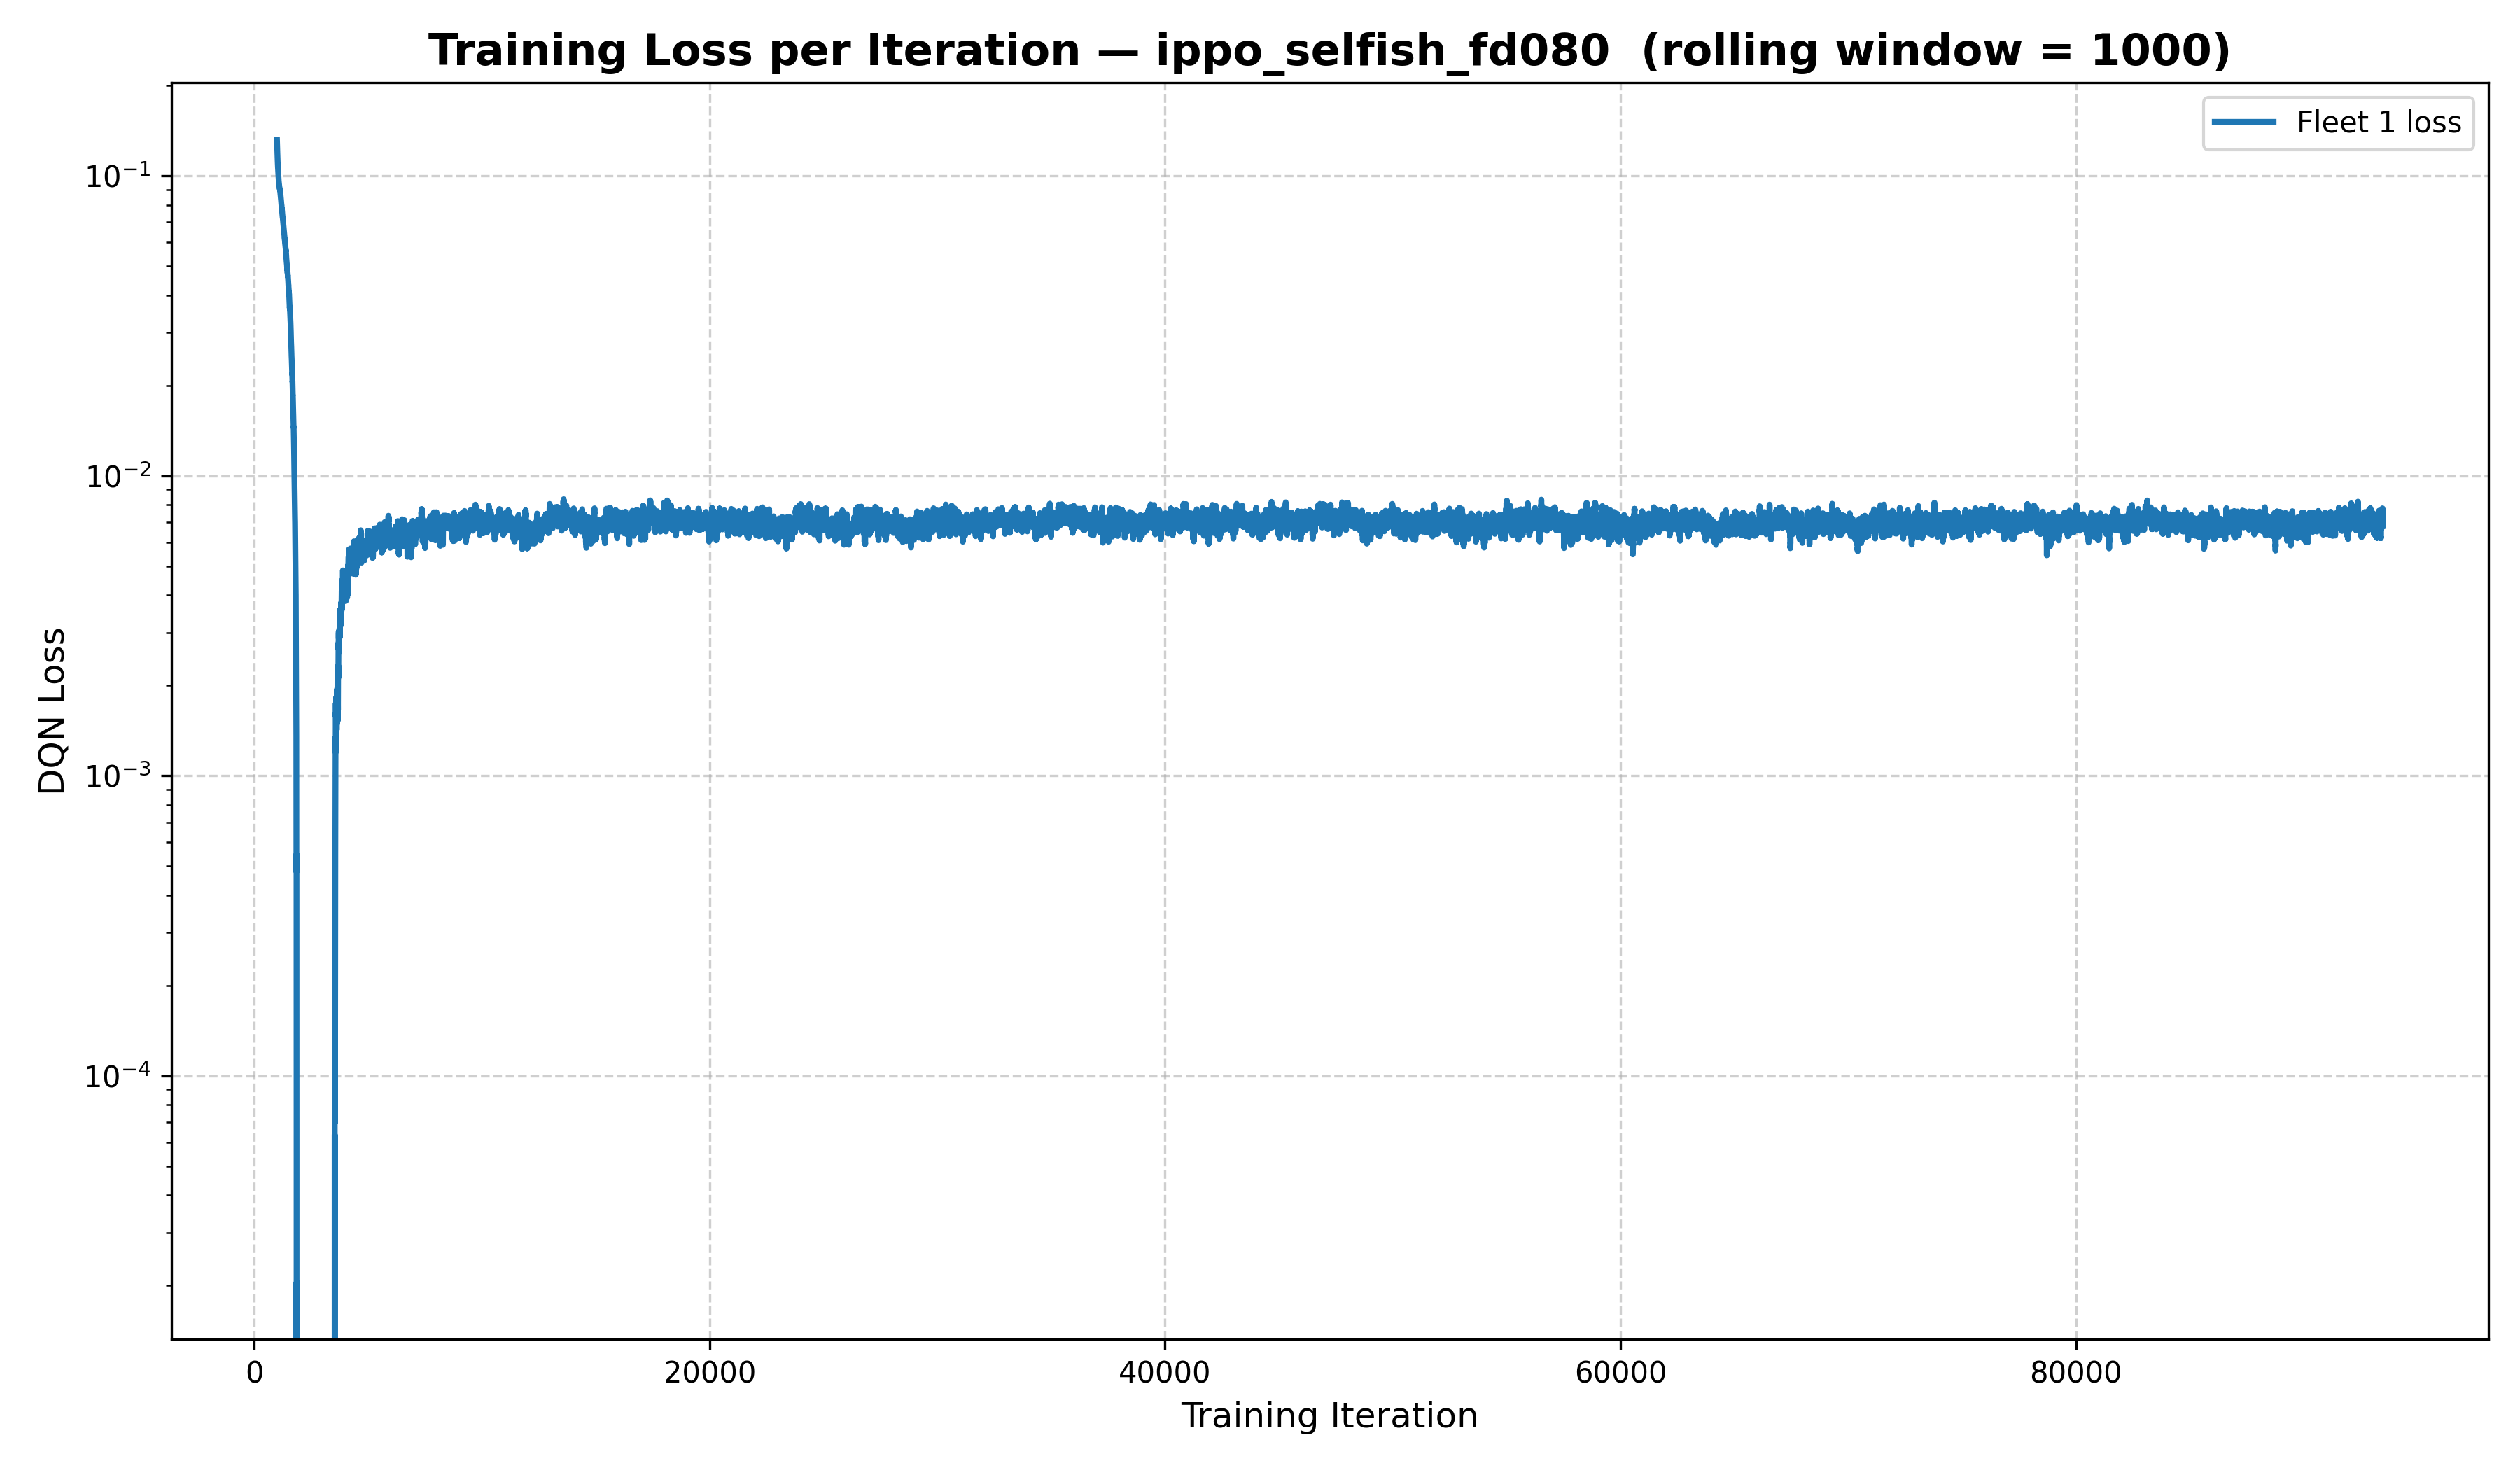 Training Loss per Iteration — ippo_selfish_fd080  (rolling window = 1000)
Fleet 1 loss
DQN Loss
10⁻¹
10⁻²
10⁻³
10⁻⁴
0 20000 40000 60000 80000
Training Iteration